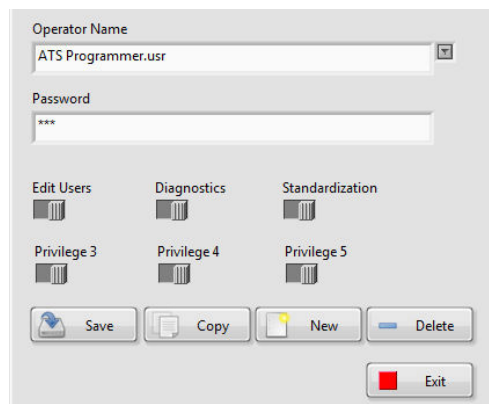 Operator Name
ATS Programmer.usr
Password
***
Edit Users Diagnostics Standardization
Privilege 3 Privilege 4 Privilege 5
Save Copy New Delete
Exit